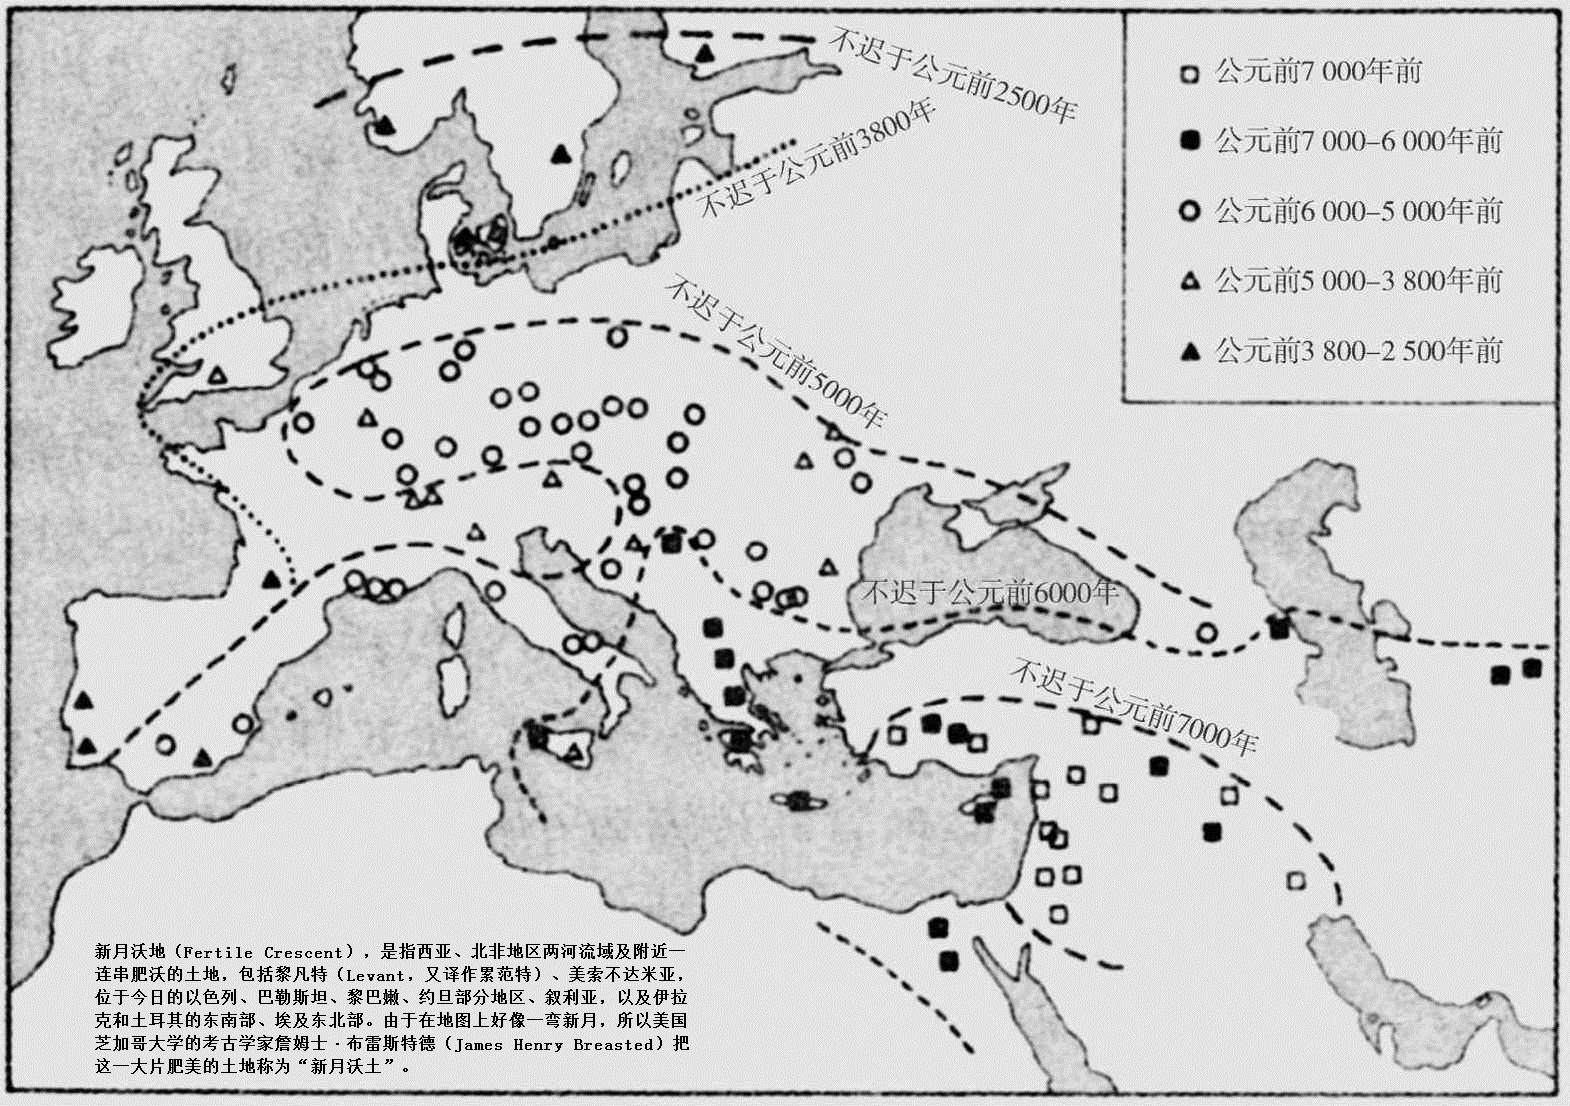 不迟于公元前2500年
不迟于公元前3800年
不迟于公元前5000年
不迟于公元前6000年
不迟于公元前7000年
公元前7 000年前
公元前7 000–6 000年前
公元前6 000–5 000年前
公元前5 000–3 800年前
公元前3 800–2 500年前
新月沃地（Fertile Crescent），是指西亚、北非地区两河流域及附近一
连串肥沃的土地，包括黎凡特（Levant，又译作累范特）、美索不达米亚，
位于今日的以色列、巴勒斯坦、黎巴嫩、约旦部分地区、叙利亚，以及伊拉
克和土耳其的东南部、埃及东北部。由于在地图上好像一弯新月，所以美国
芝加哥大学的考古学家詹姆士·布雷斯特德（James Henry Breasted）把
这一大片肥美的土地称为“新月沃土”。